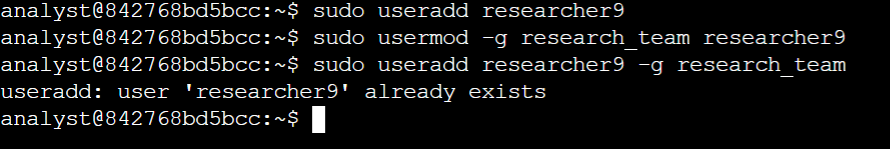 analyst@842768bd5bcc:~$ sudo useradd researcher9
analyst@842768bd5bcc:~$ sudo usermod -g research_team researcher9
analyst@842768bd5bcc:~$ sudo useradd researcher9 -g research_team
useradd: user 'researcher9' already exists
analyst@842768bd5bcc:~$